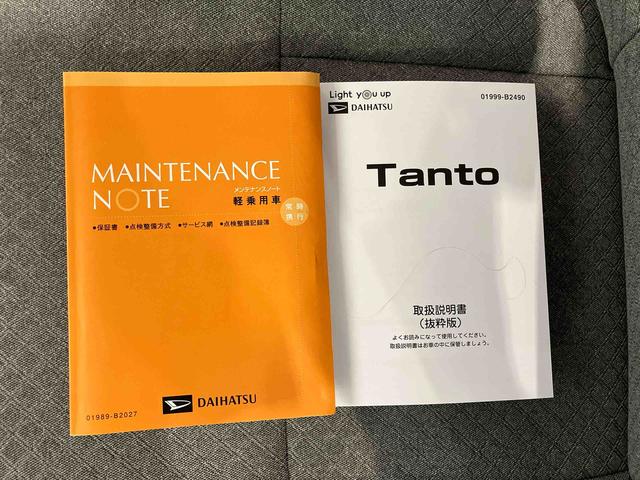 MAINTENANCE
NOTE
メンテナンスノート
軽乗用車
常時
携行
●保証書 ●点検整備方式 ●サービス網 ●点検整備記録簿
DAIHATSU
01989-B2027
Light you up
DAIHATSU
01999-B2490
Tanto
取扱説明書
（抜粋版）
よくお読みになって使用してください。
取扱説明書はお車の中に保管しましょう。